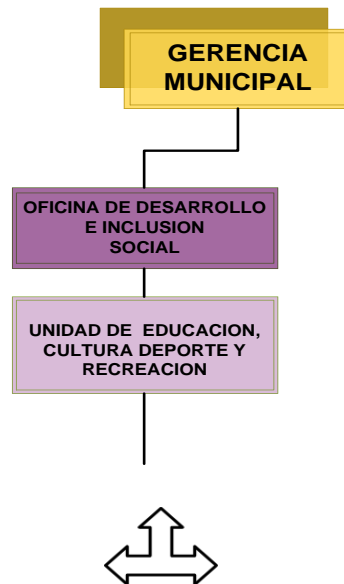 GERENCIA
MUNICIPAL
OFICINA DE DESARROLLO
E INCLUSION
SOCIAL
UNIDAD DE EDUCACION,
CULTURA DEPORTE Y
RECREACION